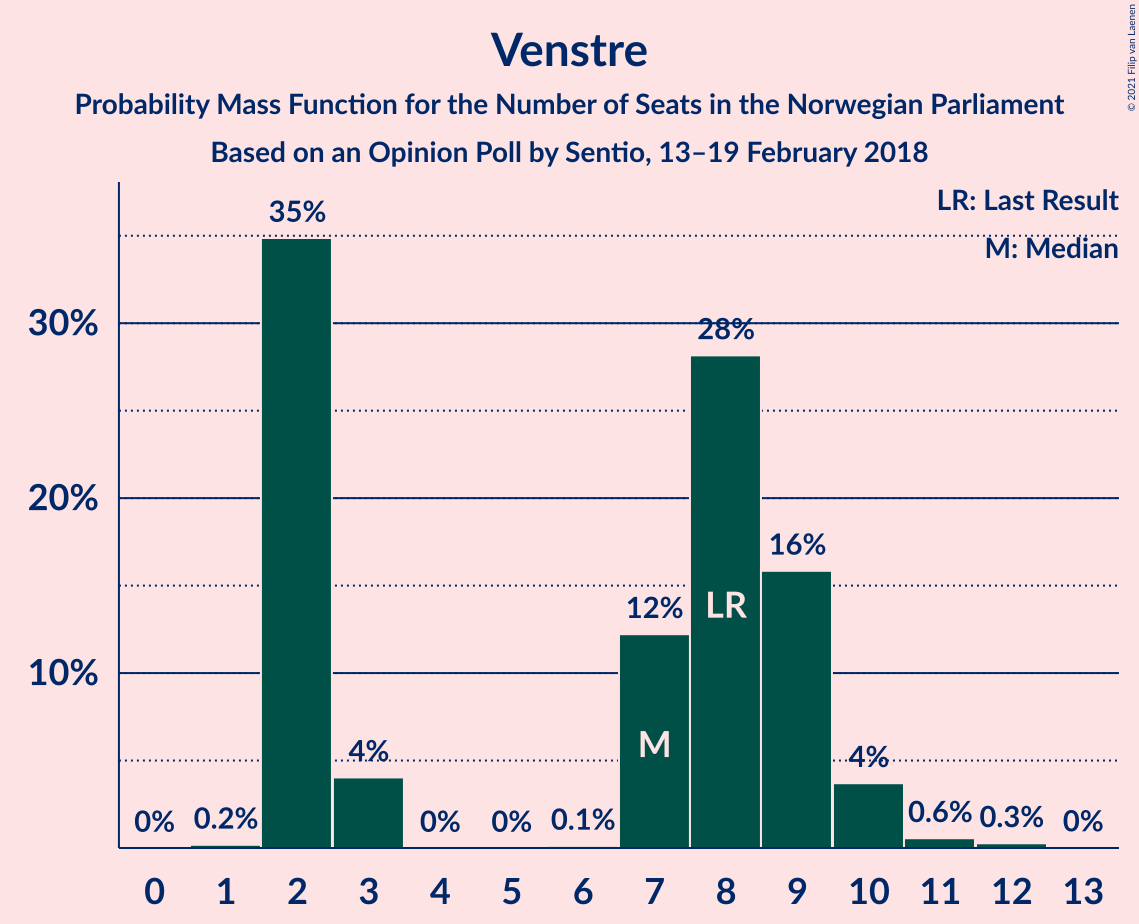 Venstre
Probability Mass Function for the Number of Seats in the Norwegian Parliament
Based on an Opinion Poll by Sentio, 13–19 February 2018
© 2021 Filip van Laenen
LR: Last Result
M: Median
30%
20%
10%
0%
0.2%
35%
4%
0%
0%
0.1%
12%
28%
16%
4%
0.6%
0.3%
0%
M
LR
0 1 2 3 4 5 6 7 8 9 10 11 12 13